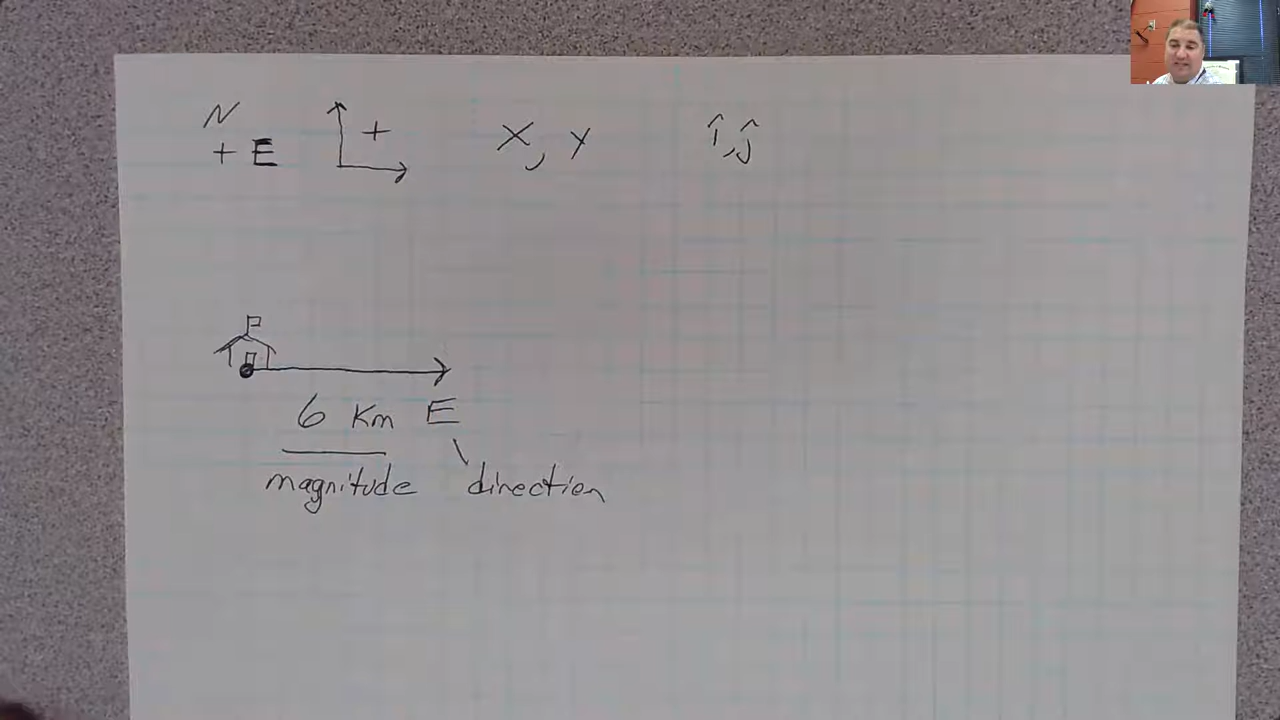 N
+ E
+
X, Y
î, ĵ
6 Km E
magnitude direction